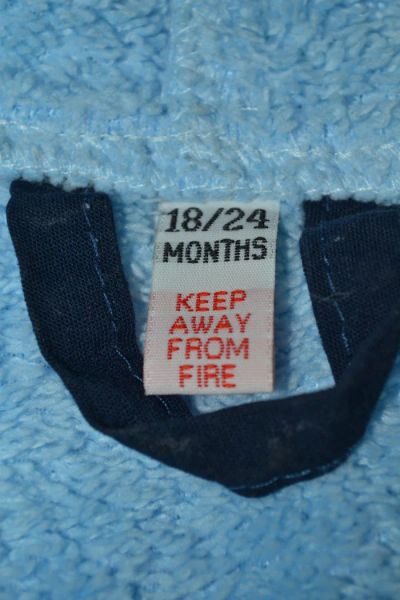 18/24
MONTHS
KEEP
AWAY
FROM
FIRE